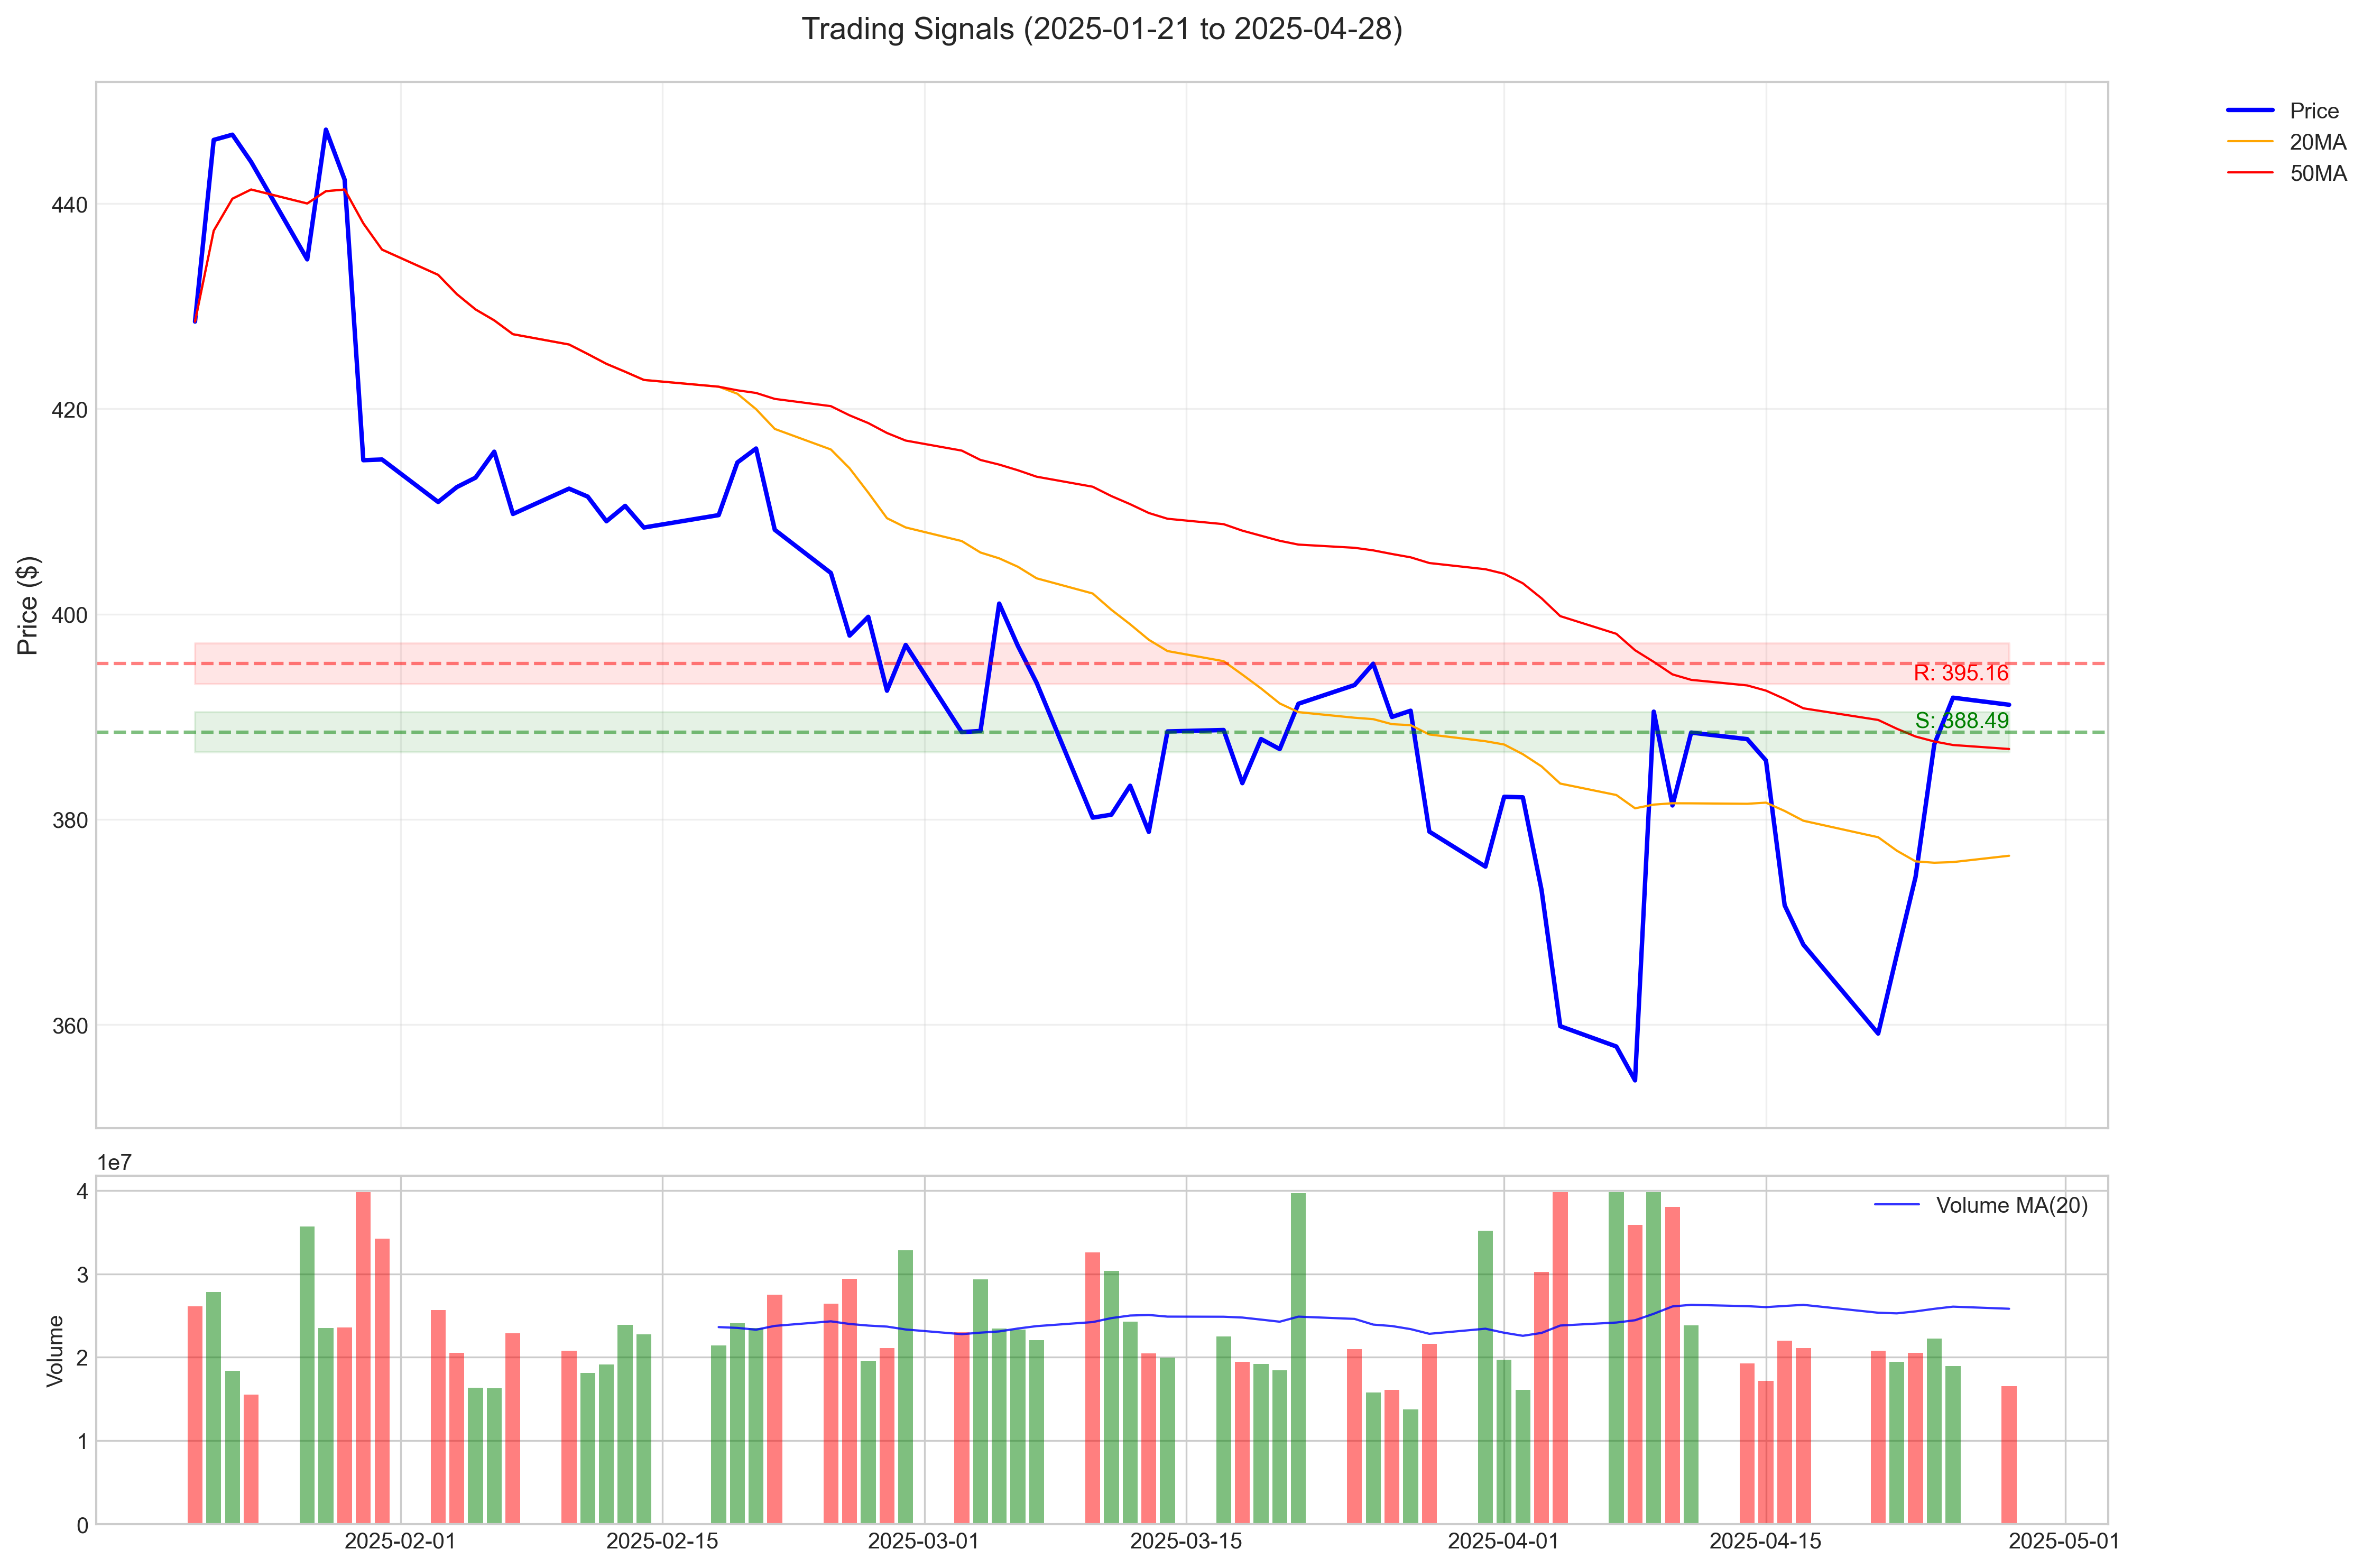 Trading Signals (2025-01-21 to 2025-04-28)
Price
20MA
50MA
440
420
400
380
360
Price ($)
R: 395.16
S: 388.49
1e7
4
3
2
1
0
Volume
Volume MA(20)
2025-02-01
2025-02-15
2025-03-01
2025-03-15
2025-04-01
2025-04-15
2025-05-01